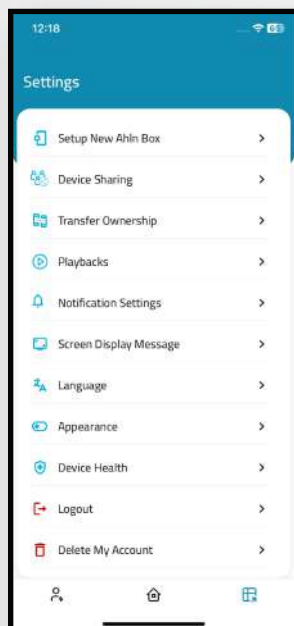 12:18
Settings
Setup New Ahln Box
Device Sharing
Transfer Ownership
Playbacks
Notification Settings
Screen Display Message
Language
Appearance
Device Health
Logout
Delete My Account